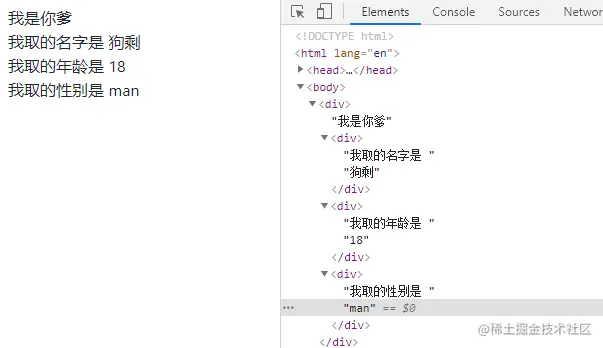 我是你爹
我取的名字是 狗剩
我取的年龄是 18
我取的性别是 man
Elements Console Sources Network
<!DOCTYPE html>
<html lang="en">
<head>…</head>
<body>
<div>
"我是你爹"
<div>
"我取的名字是 "
"狗剩"
</div>
<div>
"我取的年龄是 "
"18"
</div>
<div>
"我取的性别是 "
… "man" == $0
</div>
</div>
@稀土掘金技术社区